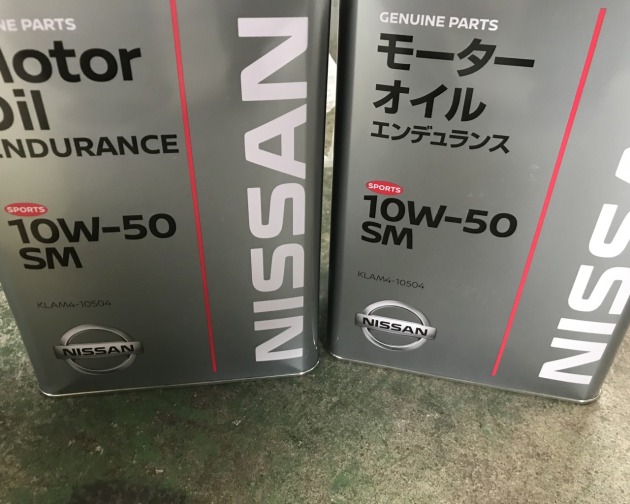 NE PARTS
Motor
Oil
ENDURANCE
SPORTS
10W-50
SM
KLAM4-10504
NISSAN
NISSAN
GENUINE PARTS
モーター
オイル
エンデュランス
SPORTS
10W-50
SM
KLAM4-10504
NISSAN
NISS